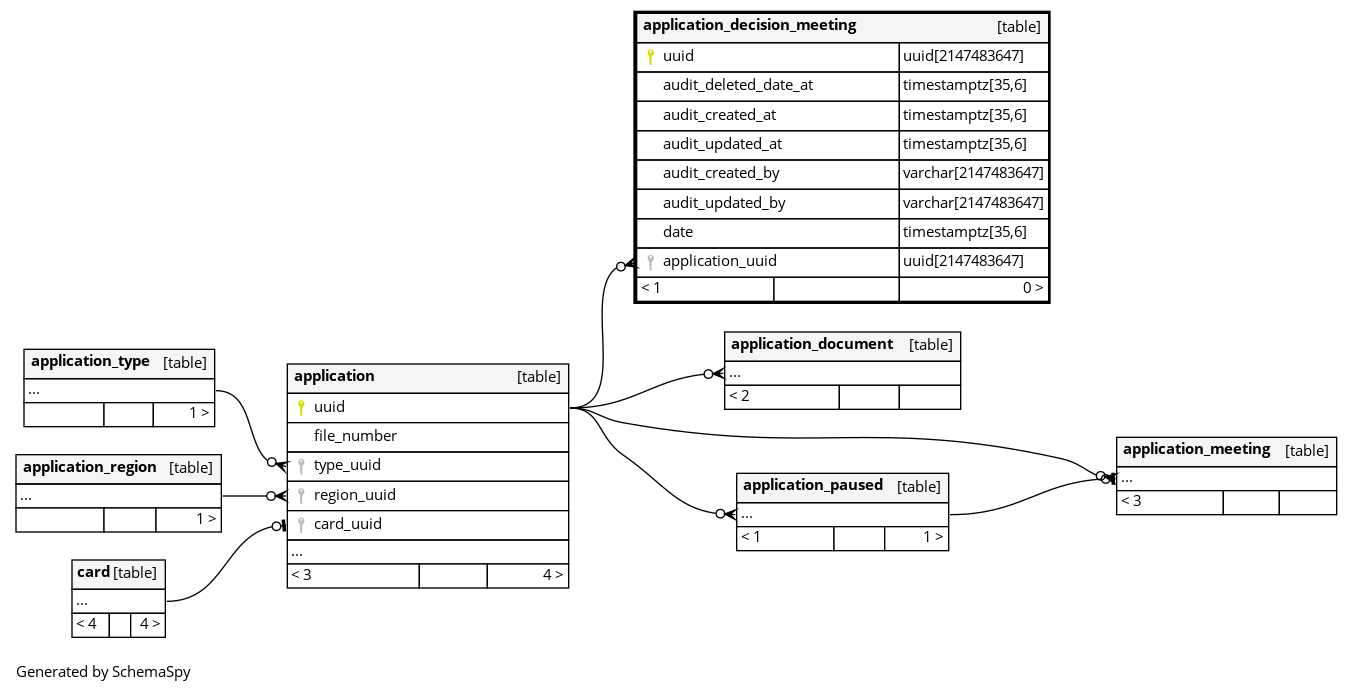 application_decision_meeting [table]
uuid uuid[2147483647]
audit_deleted_date_at timestamptz[35,6]
audit_created_at timestamptz[35,6]
audit_updated_at timestamptz[35,6]
audit_created_by varchar[2147483647]
audit_updated_by varchar[2147483647]
date timestamptz[35,6]
application_uuid uuid[2147483647]
< 1 0 >
application_type [table]
...
1 >
application_region [table]
...
1 >
card [table]
...
< 4 4 >
application [table]
uuid
file_number
type_uuid
region_uuid
card_uuid
...
< 3 4 >
application_document [table]
...
< 2
application_paused [table]
...
< 1 1 >
application_meeting [table]
...
< 3
Generated by SchemaSpy